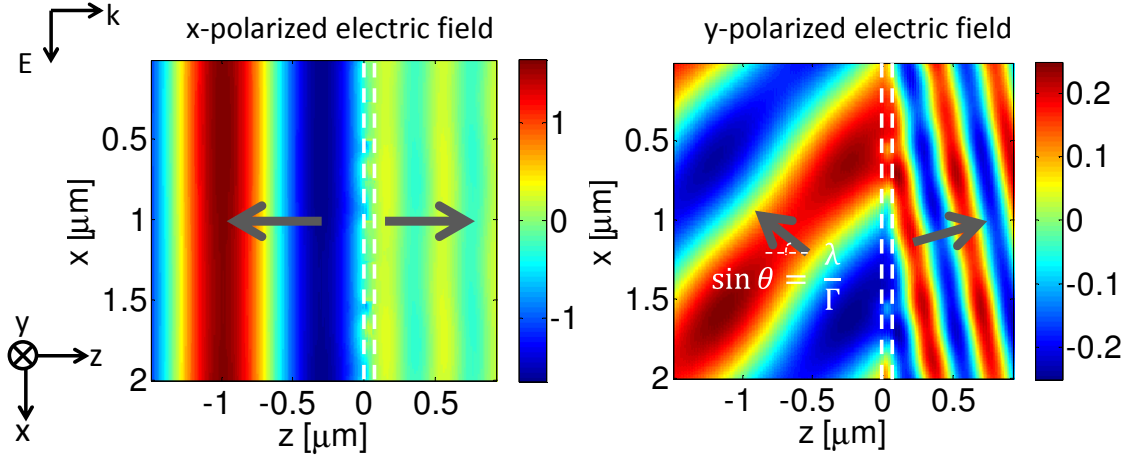 k
E
x-polarized electric field
y-polarized electric field
x [μm]
0.5
1
1.5
2
-1
-0.5
0
0.5
z [μm]
1
0
-1
x [μm]
0.5
1
1.5
2
-1
-0.5
0
0.5
z [μm]
sin θ = λ/Γ
0.2
0.1
0
-0.1
-0.2
y
z
x